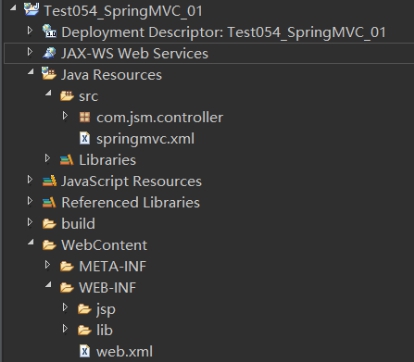 Test054_SpringMVC_01
Deployment Descriptor: Test054_SpringMVC_01
JAX-WS Web Services
Java Resources
src
com.jsm.controller
springmvc.xml
Libraries
JavaScript Resources
Referenced Libraries
build
WebContent
META-INF
WEB-INF
jsp
lib
web.xml